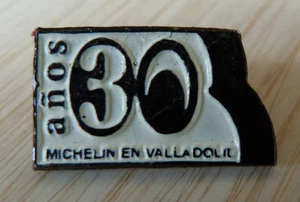 años
30
MICHELIN EN VALLADOLID